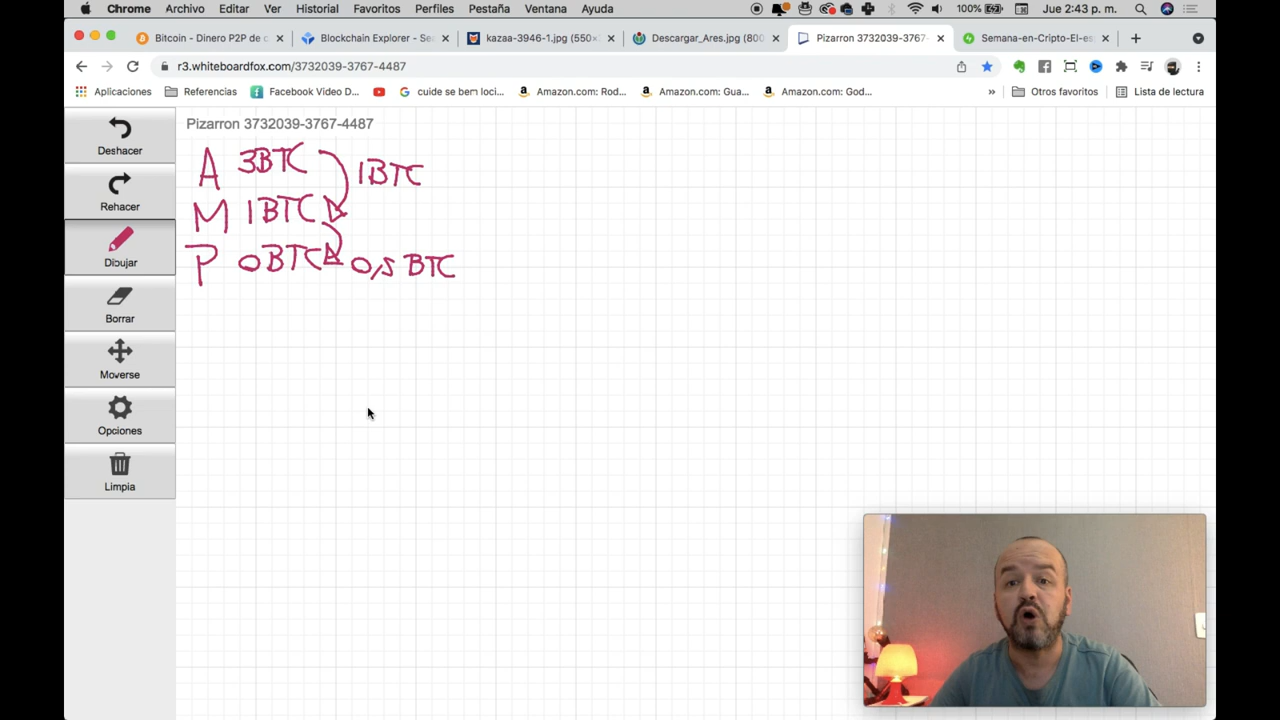 Chrome Archivo Editar Ver Historial Favoritos Perfiles Pestaña Ventana Ayuda 100% Jue 2:43 p. m.
Bitcoin - Dinero P2P de c Blockchain Explorer - Sea kazaa-3946-1.jpg (550× Descargar_Ares.jpg (800 Pizarron 3732039-3767- Semana-en-Cripto-El-es
r3.whiteboardfox.com/3732039-3767-4487
Aplicaciones Referencias Facebook Video D... cuide se bem loci... Amazon.com: Rod... Amazon.com: Gua... Amazon.com: God... » Otros favoritos Lista de lectura
Pizarron 3732039-3767-4487
Deshacer
Rehacer
Dibujar
Borrar
Moverse
Opciones
Limpia
A 3BTC 1BTC
M 1BTC
P 0BTC 0,5 BTC